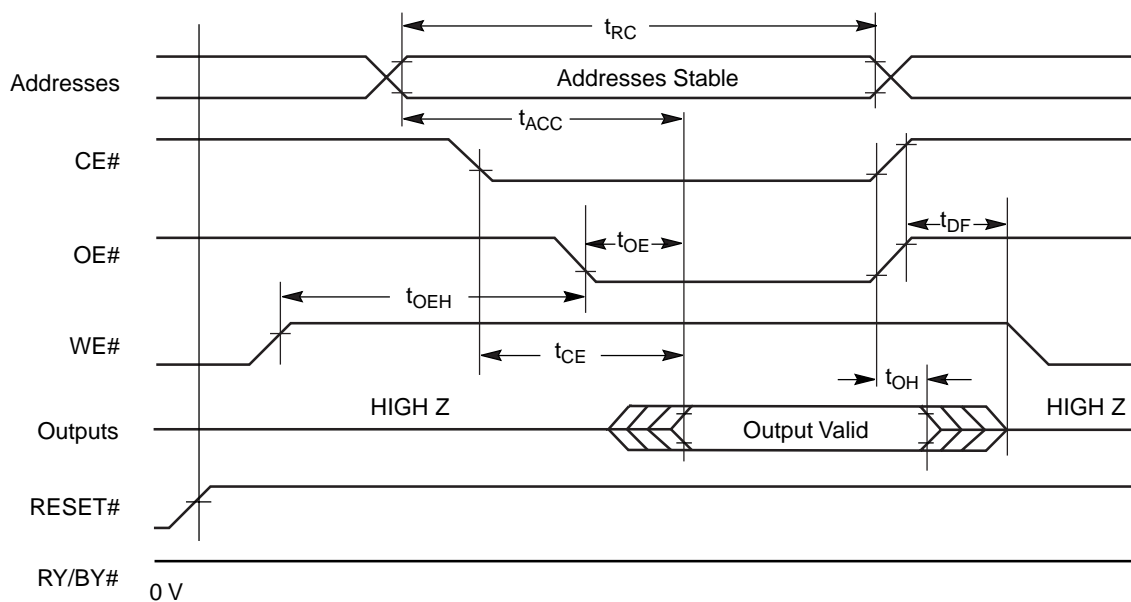 tRC
Addresses
Addresses Stable
tACC
CE#
tDF
OE#
tOE
tOEH
WE#
tCE
tOH
HIGH Z
HIGH Z
Outputs
Output Valid
RESET#
RY/BY#
0 V